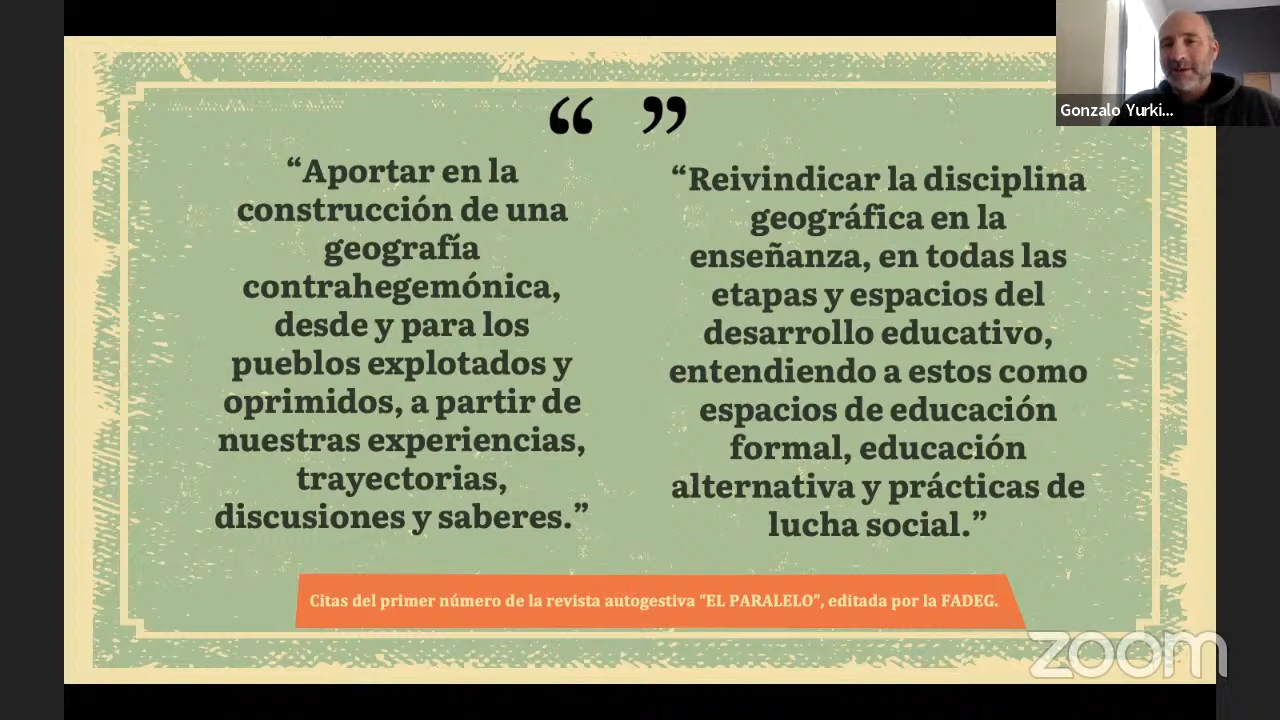 “ ”
“Aportar en la
construcción de una
geografía
contrahegemónica,
desde y para los
pueblos explotados y
oprimidos, a partir de
nuestras experiencias,
trayectorias,
discusiones y saberes.”
“Reivindicar la disciplina
geográfica en la
enseñanza, en todas las
etapas y espacios del
desarrollo educativo,
entendiendo a estos como
espacios de educación
formal, educación
alternativa y prácticas de
lucha social.”
Citas del primer número de la revista autogestiva “EL PARALELO”, editada por la FADEG.
Gonzalo Yurki...
zoom